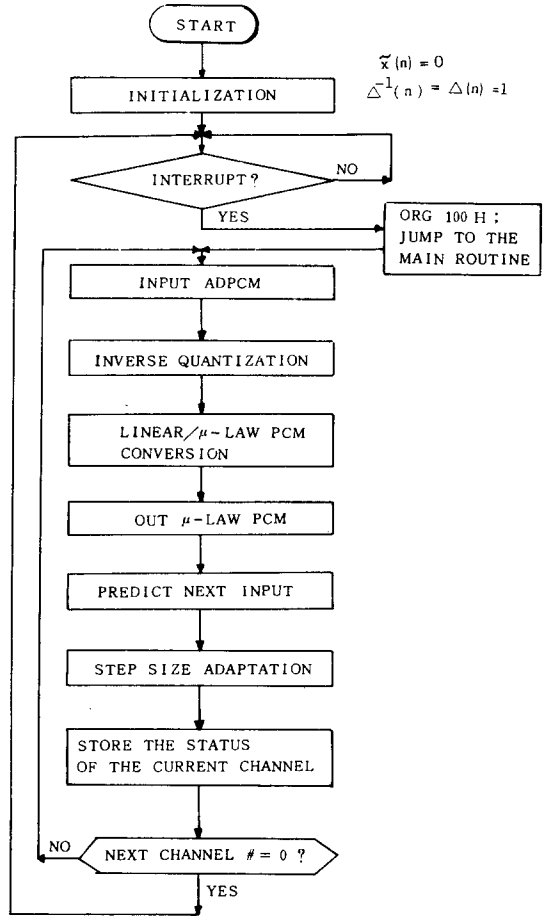 START
x̃(n) = 0
Δ⁻¹(n) = Δ(n) = 1
INITIALIZATION
INTERRUPT?
NO
YES
ORG 100 H ;
JUMP TO THE
MAIN ROUTINE
INPUT ADPCM
INVERSE QUANTIZATION
LINEAR/μ-LAW PCM
CONVERSION
OUT μ-LAW PCM
PREDICT NEXT INPUT
STEP SIZE ADAPTATION
STORE THE STATUS
OF THE CURRENT CHANNEL
NO
NEXT CHANNEL # = 0 ?
YES